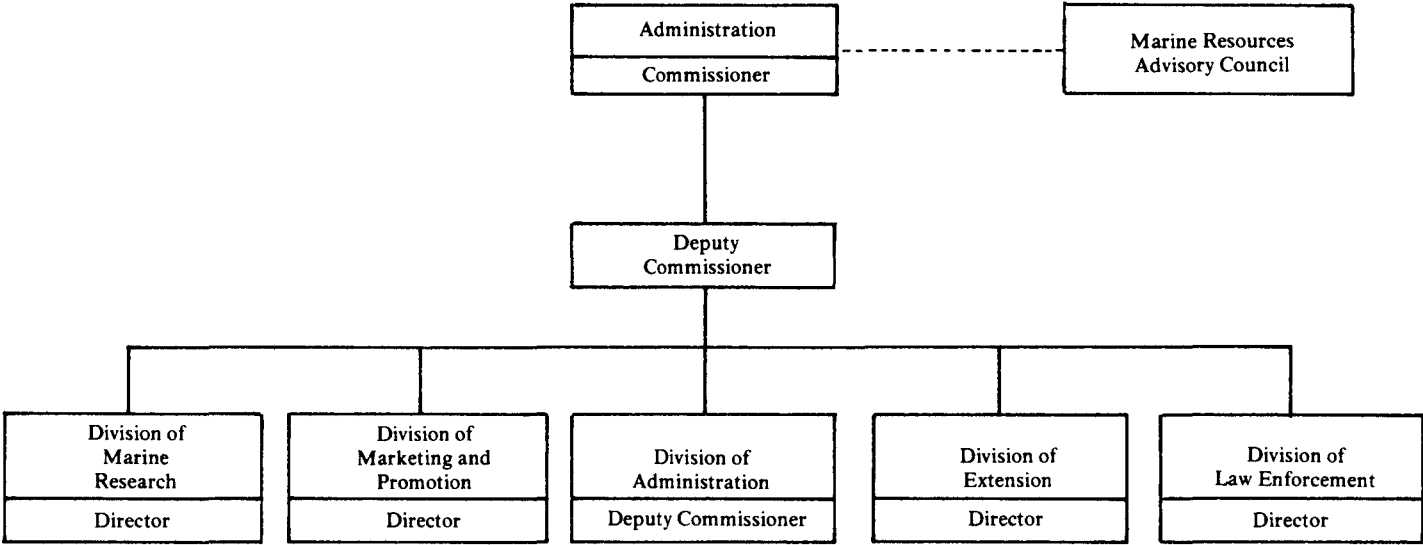 Administration
Commissioner
Marine Resources
Advisory Council
Deputy
Commissioner
Division of
Marine
Research
Director
Division of
Marketing and
Promotion
Director
Division of
Administration
Deputy Commissioner
Division of
Extension
Director
Division of
Law Enforcement
Director